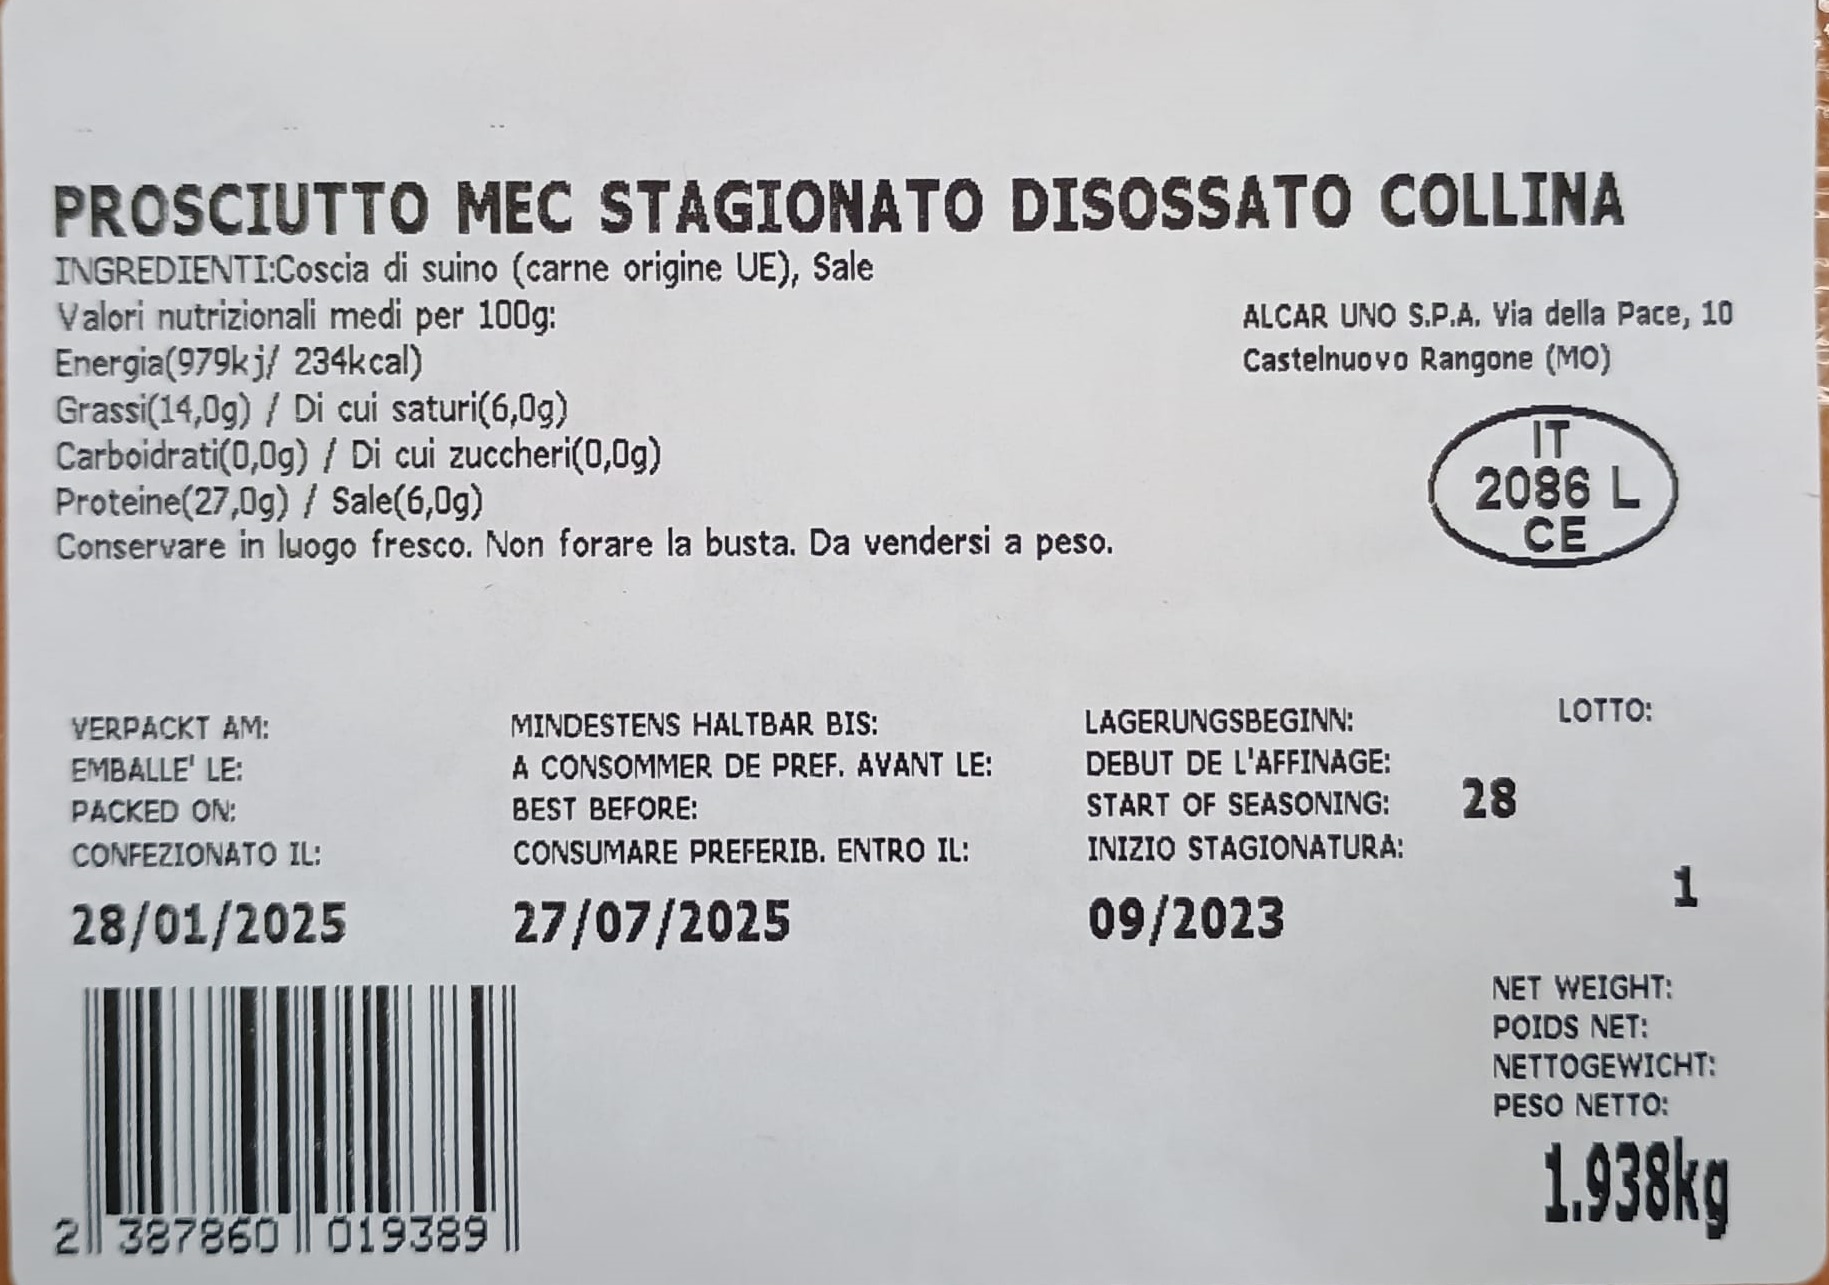 PROSCIUTTO MEC STAGIONATO DISOSSATO COLLINA
INGREDIENTI:Coscia di suino (carne origine UE), Sale
Valori nutrizionali medi per 100g:
Energia(979kj/ 234kcal)
Grassi(14,0g) / Di cui saturi(6,0g)
Carboidrati(0,0g) / Di cui zuccheri(0,0g)
Proteine(27,0g) / Sale(6,0g)
Conservare in luogo fresco. Non forare la busta. Da vendersi a peso.
ALCAR UNO S.P.A. Via della Pace, 10
Castelnuovo Rangone (MO)
IT
2086 L
CE
VERPACKT AM:
EMBALLE' LE:
PACKED ON:
CONFEZIONATO IL:
28/01/2025
MINDESTENS HALTBAR BIS:
A CONSOMMER DE PREF. AVANT LE:
BEST BEFORE:
CONSUMARE PREFERIB. ENTRO IL:
27/07/2025
LAGERUNGSBEGINN:
DEBUT DE L'AFFINAGE:
START OF SEASONING:
INIZIO STAGIONATURA:
09/2023
LOTTO:
28
1
2 387860 019389
NET WEIGHT:
POIDS NET:
NETTOGEWICHT:
PESO NETTO:
1.938kg